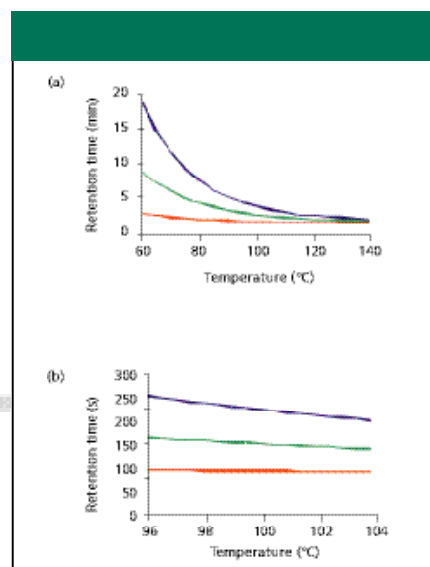 (a)
20
15
10
5
0
Retention time (min)
60 80 100 120 140
Temperature (°C)
(b)
300
250
200
150
100
50
0
Retention time (s)
96 98 100 102 104
Temperature (°C)